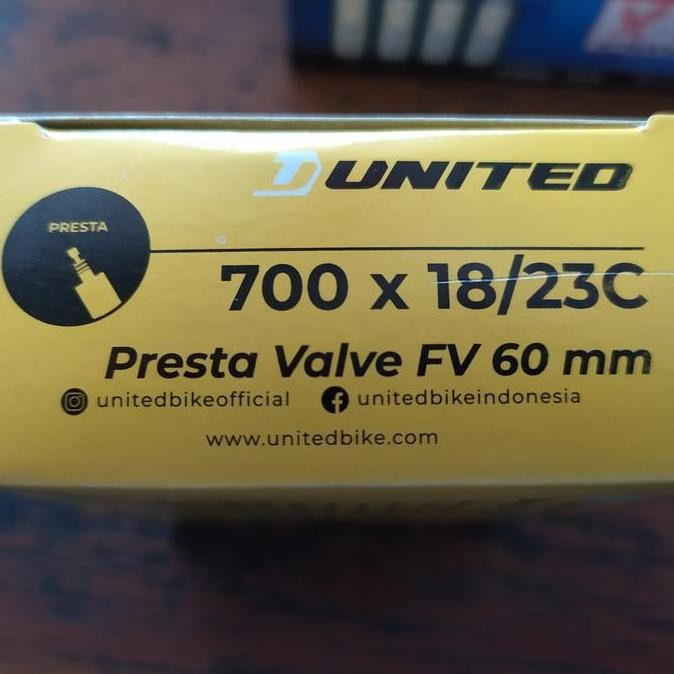 UNITED
PRESTA
700 x 18/23C
Presta Valve FV 60 mm
unitedbikeofficial unitedbikeindonesia
www.unitedbike.com